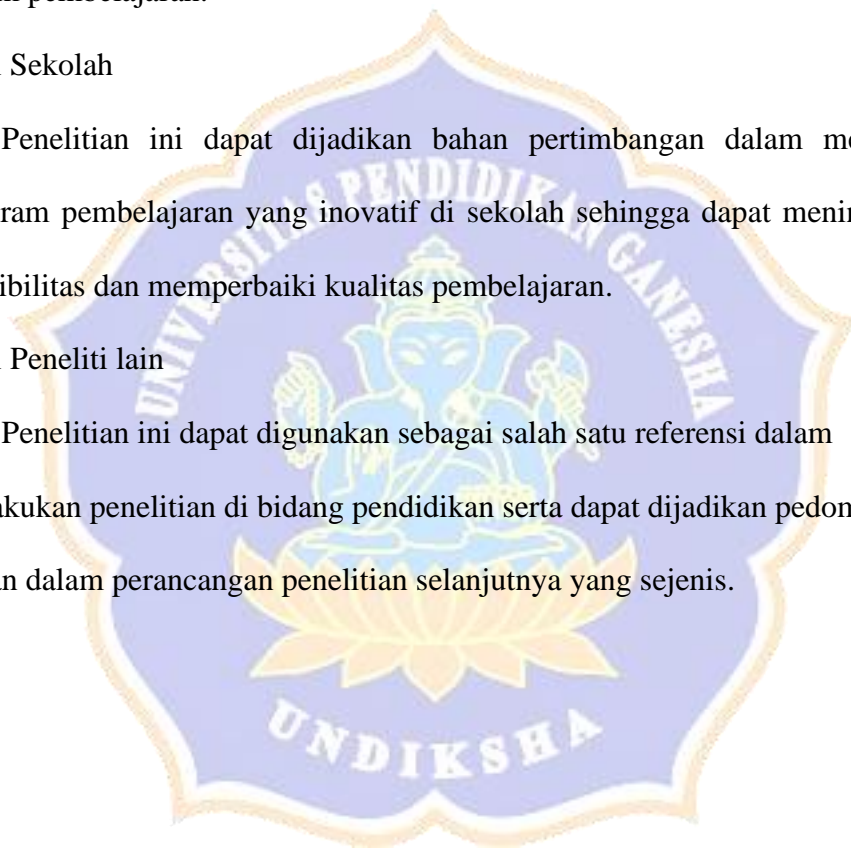 pembelajaran.
Sekolah
Penelitian ini dapat dijadikan bahan pertimbangan dalam me
ram pembelajaran yang inovatif di sekolah sehingga dapat menin
ibilitas dan memperbaiki kualitas pembelajaran.
Peneliti lain
Penelitian ini dapat digunakan sebagai salah satu referensi dalam
akukan penelitian di bidang pendidikan serta dapat dijadikan pedom
an dalam perancangan penelitian selanjutnya yang sejenis.
UNIVERSITAS PENDIDIKAN GANESHA
UNDIKSHA